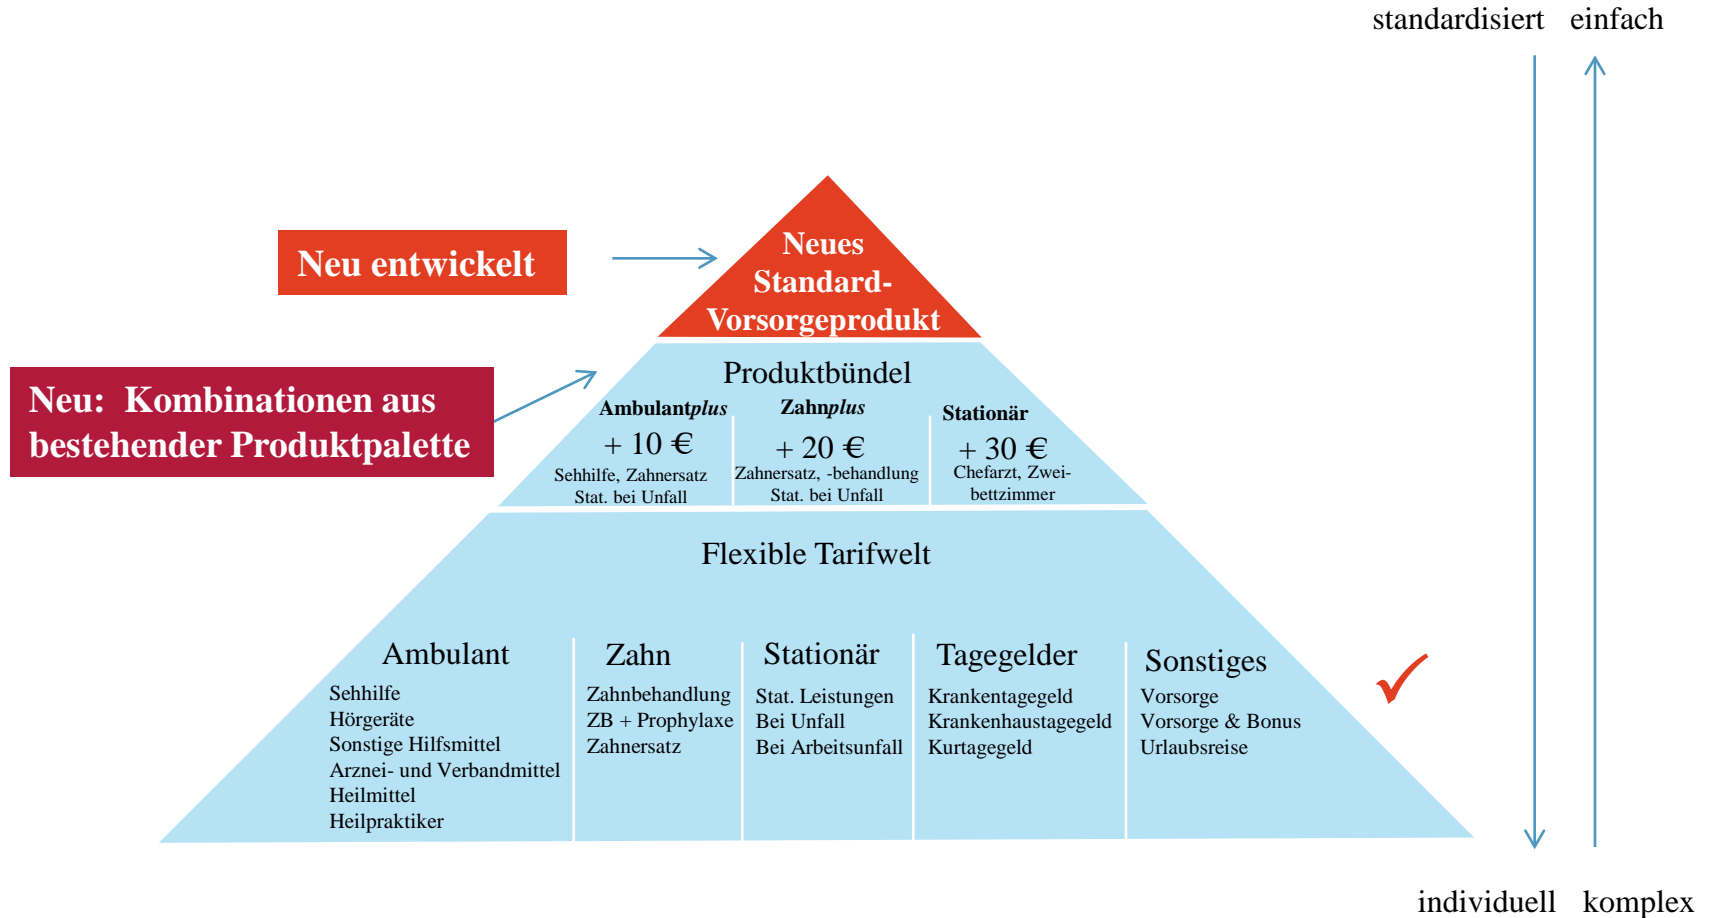 standardisiert einfach
Neu entwickelt
Neues
Standard-
Vorsorgeprodukt
Neu: Kombinationen aus
bestehender Produktpalette
Produktbündel
Ambulantplus
+ 10 €
Sehhilfe, Zahnersatz
Stat. bei Unfall
Zahnplus
+ 20 €
Zahnersatz, -behandlung
Stat. bei Unfall
Stationär
+ 30 €
Chefarzt, Zwei-
bettzimmer
Flexible Tarifwelt
Ambulant
Sehhilfe
Hörgeräte
Sonstige Hilfsmittel
Arznei- und Verbandmittel
Heilmittel
Heilpraktiker
Zahn
Zahnbehandlung
ZB + Prophylaxe
Zahnersatz
Stationär
Stat. Leistungen
Bei Unfall
Bei Arbeitsunfall
Tagegelder
Krankentagegeld
Krankenhaustagegeld
Kurtagegeld
Sonstiges
Vorsorge
Vorsorge & Bonus
Urlaubsreise
individuell komplex